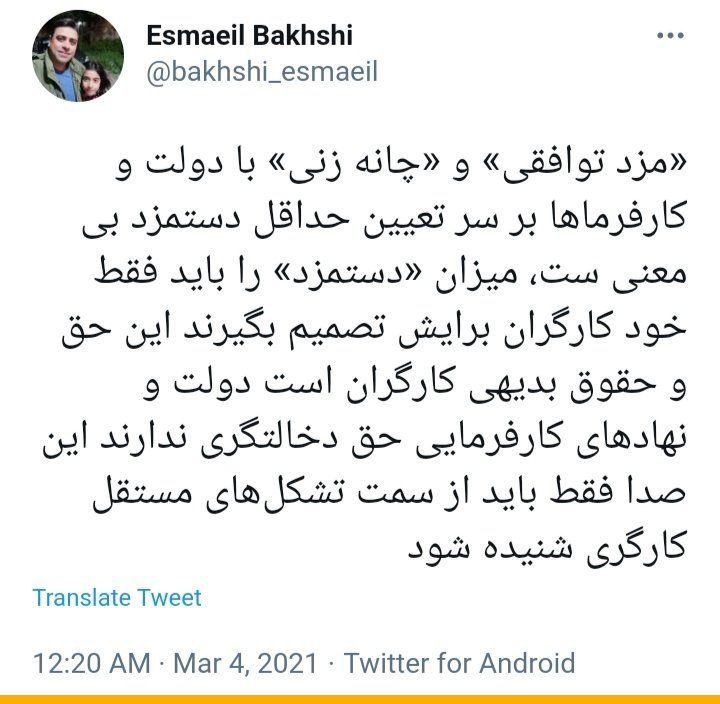 Esmaeil Bakhshi
@bakhshi_esmaeil
«مزد توافقی» و «چانه زنی» با دولت و
کارفرماها بر سر تعیین حداقل دستمزد بی
معنی ست، میزان «دستمزد» را باید فقط
خود کارگران برایش تصمیم بگیرند این حق
و حقوق بدیهی کارگران است دولت و
نهادهای کارفرمایی حق دخالتگری ندارند این
صدا فقط باید از سمت تشکل‌های مستقل
کارگری شنیده شود
Translate Tweet
12:20 AM · Mar 4, 2021 · Twitter for Android